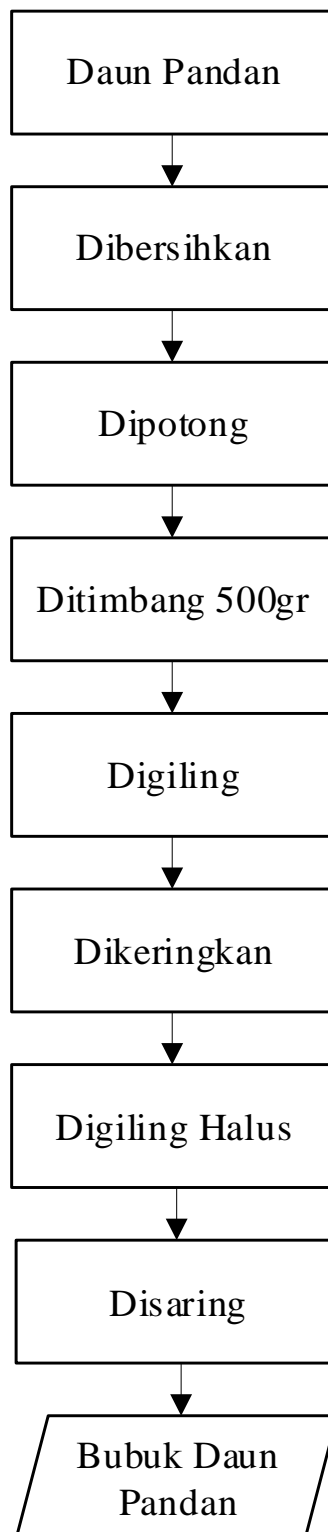 Daun Pandan
Dibersihkan
Dipotong
Ditimbang 500gr
Digiling
Dikeringkan
Digiling Halus
Disaring
Bubuk Daun
Pandan